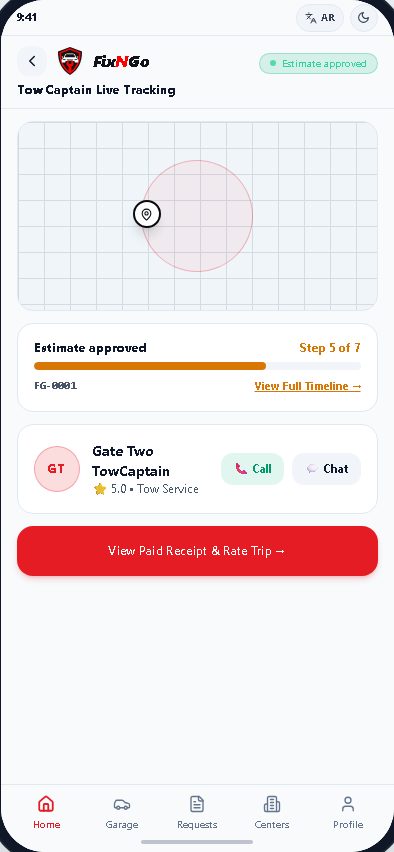 9:41
AR
FixNGo
Estimate approved
Tow Captain Live Tracking
Estimate approved
Step 5 of 7
FG-0001
View Full Timeline →
GT
Gate Two
TowCaptain
5.0 • Tow Service
Call
Chat
View Paid Receipt & Rate Trip →
Home
Garage
Requests
Centers
Profile